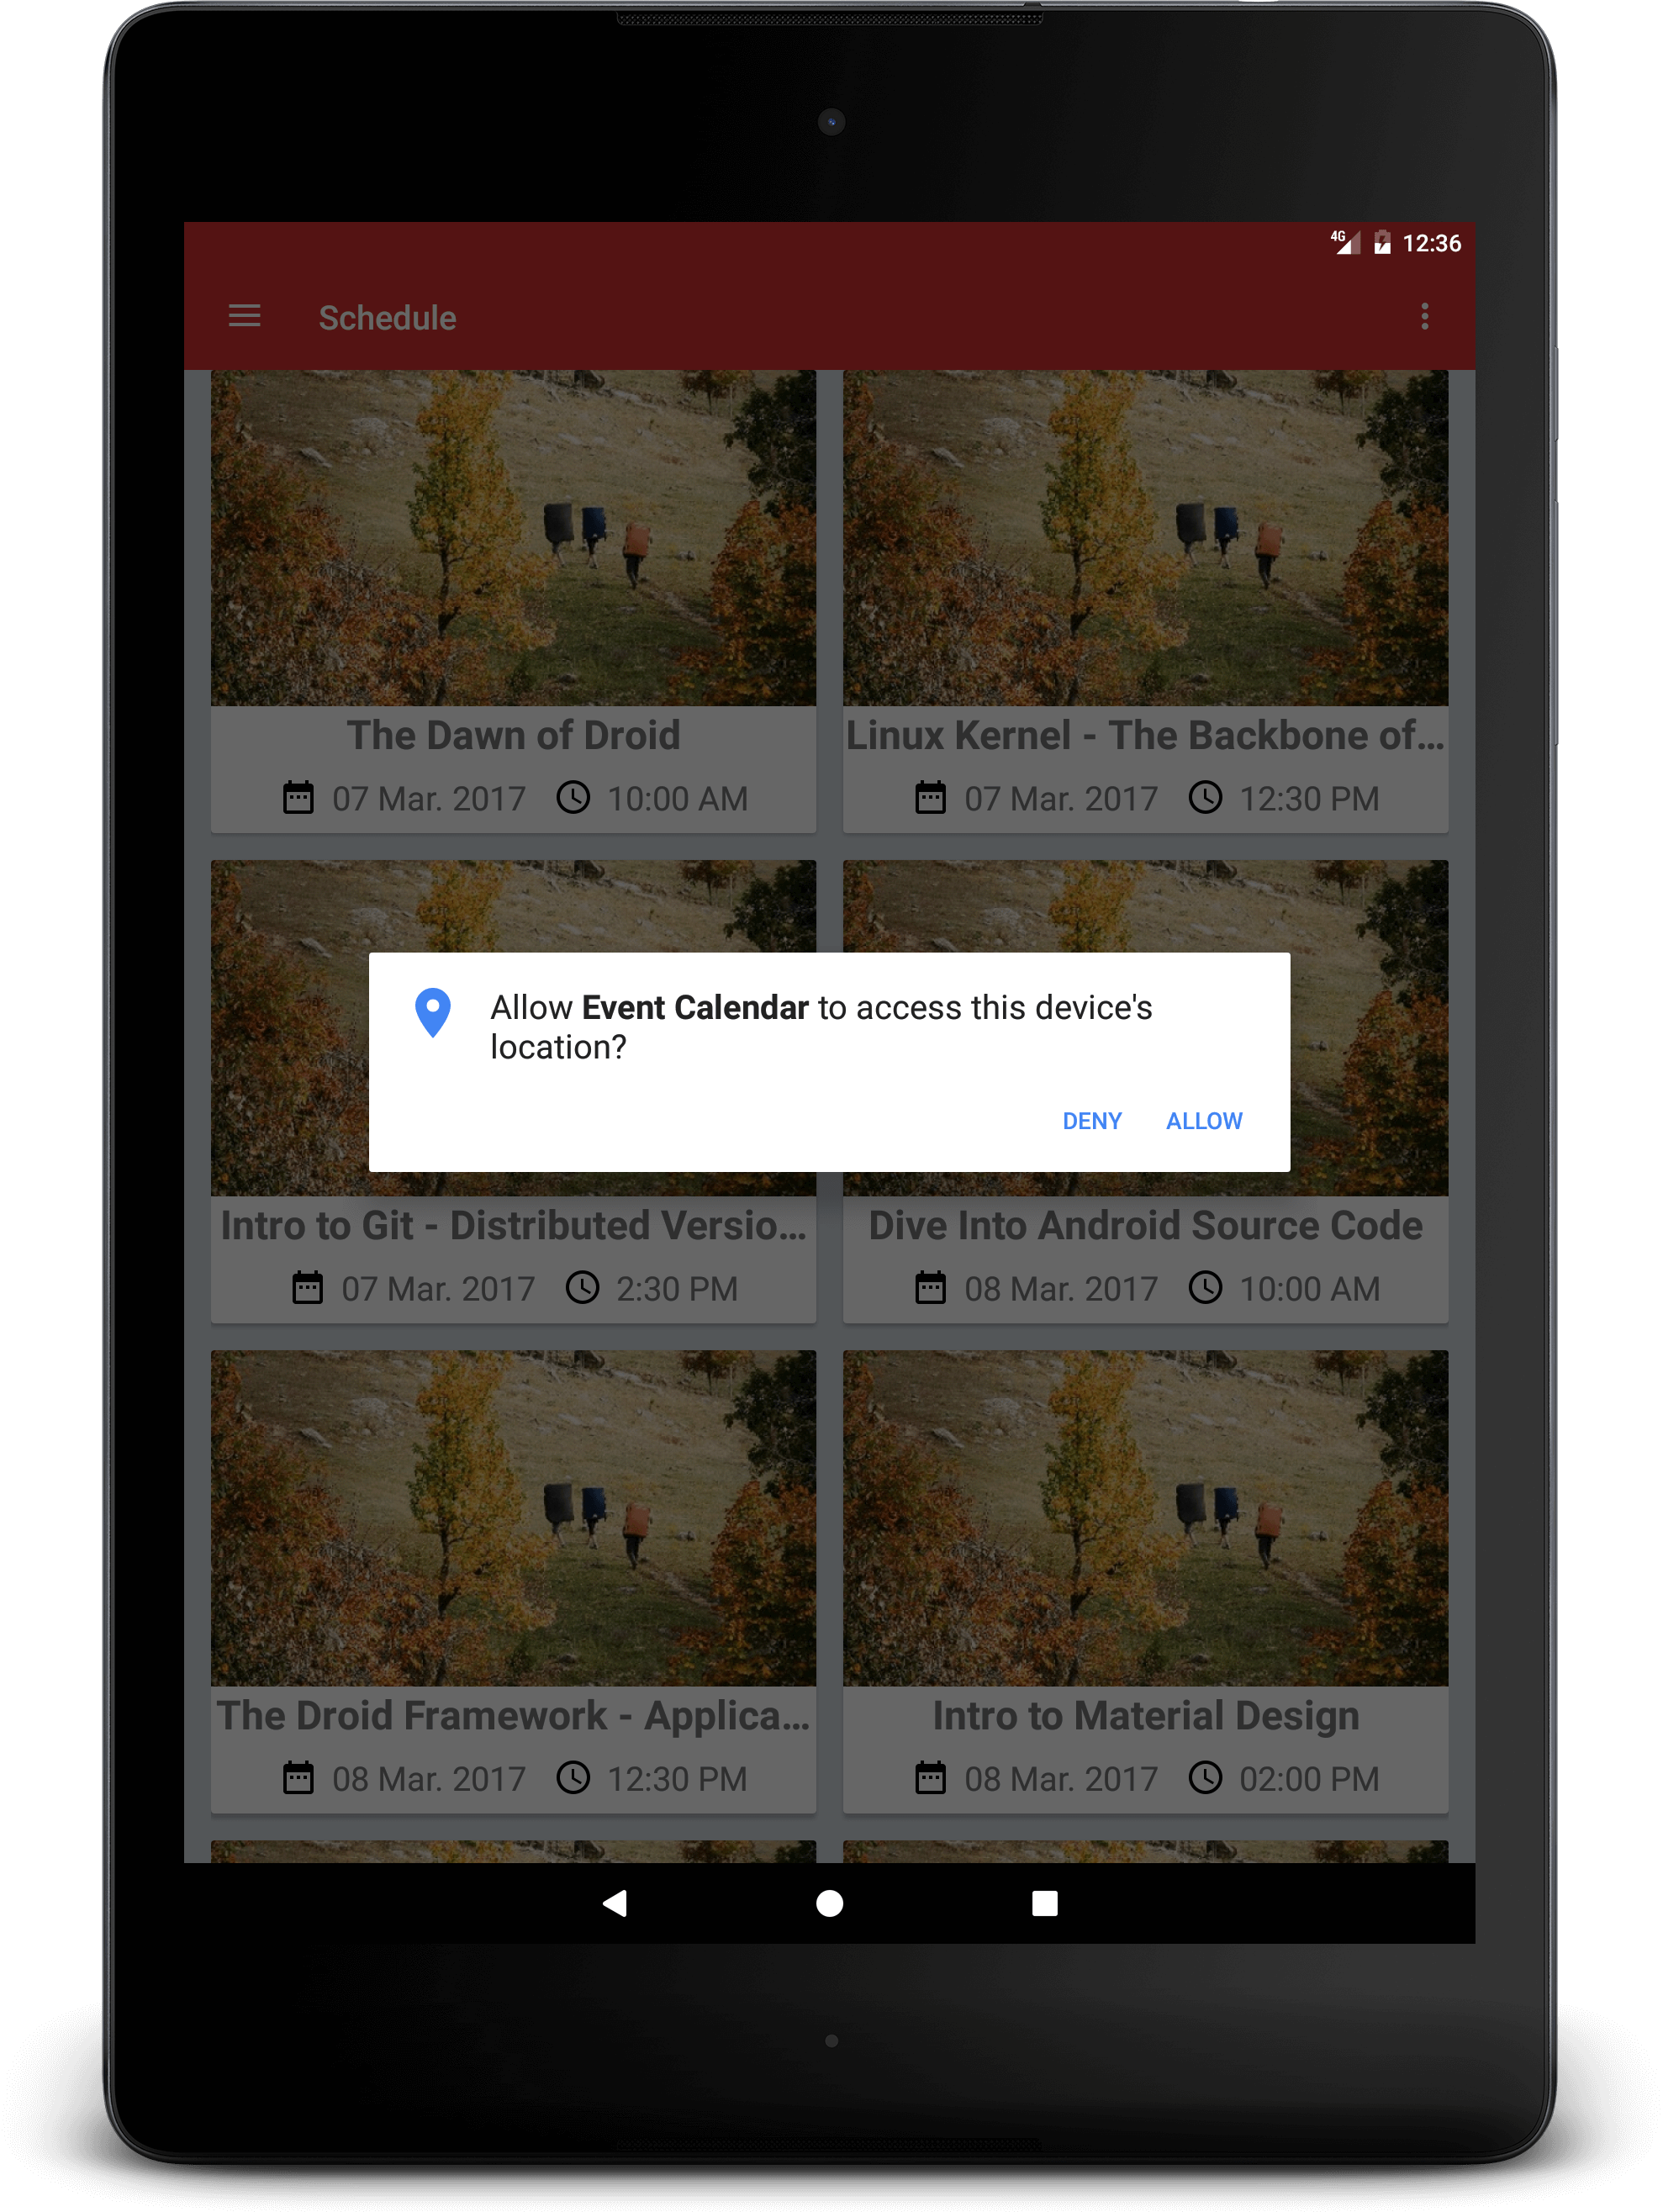 4G 12:36
Schedule
The Dawn of Droid
07 Mar. 2017 10:00 AM
Linux Kernel - The Backbone of...
07 Mar. 2017 12:30 PM
Allow Event Calendar to access this device's
location?
DENY ALLOW
Intro to Git - Distributed Versio...
07 Mar. 2017 2:30 PM
Dive Into Android Source Code
08 Mar. 2017 10:00 AM
The Droid Framework - Applica...
08 Mar. 2017 12:30 PM
Intro to Material Design
08 Mar. 2017 02:00 PM